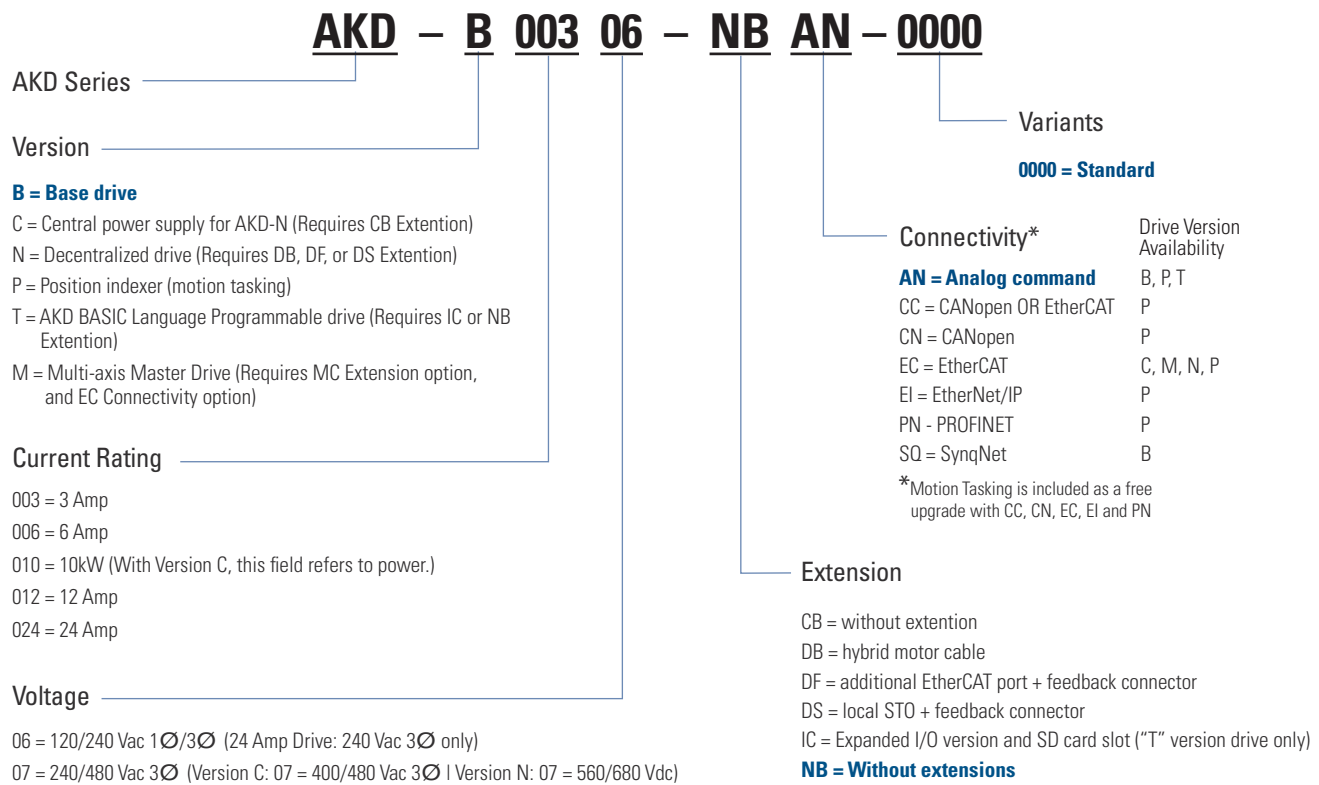 AKD – B 003 06 – NB AN – 0000
AKD Series
Version
B = Base drive
C = Central power supply for AKD-N (Requires CB Extention)
N = Decentralized drive (Requires DB, DF, or DS Extention)
P = Position indexer (motion tasking)
T = AKD BASIC Language Programmable drive (Requires IC or NB
Extention)
M = Multi-axis Master Drive (Requires MC Extension option,
and EC Connectivity option)
Current Rating
003 = 3 Amp
006 = 6 Amp
010 = 10kW (With Version C, this field refers to power.)
012 = 12 Amp
024 = 24 Amp
Voltage
06 = 120/240 Vac 1Ø/3Ø (24 Amp Drive: 240 Vac 3Ø only)
07 = 240/480 Vac 3Ø (Version C: 07 = 400/480 Vac 3Ø l Version N: 07 = 560/680 Vdc)
Variants
0000 = Standard
Connectivity* Drive Version
Availability
AN = Analog command B, P, T
CC = CANopen OR EtherCAT P
CN = CANopen P
EC = EtherCAT C, M, N, P
EI = EtherNet/IP P
PN - PROFINET P
SQ = SynqNet B
*Motion Tasking is included as a free
upgrade with CC, CN, EC, EI and PN
Extension
CB = without extention
DB = hybrid motor cable
DF = additional EtherCAT port + feedback connector
DS = local STO + feedback connector
IC = Expanded I/O version and SD card slot (“T” version drive only)
NB = Without extensions